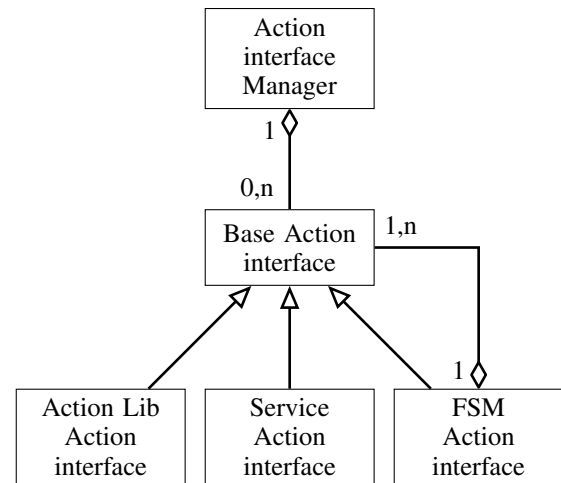 Action
interface
Manager
1
0,n
Base Action
interface
1,n
1
Action Lib
Action
interface
Service
Action
interface
FSM
Action
interface